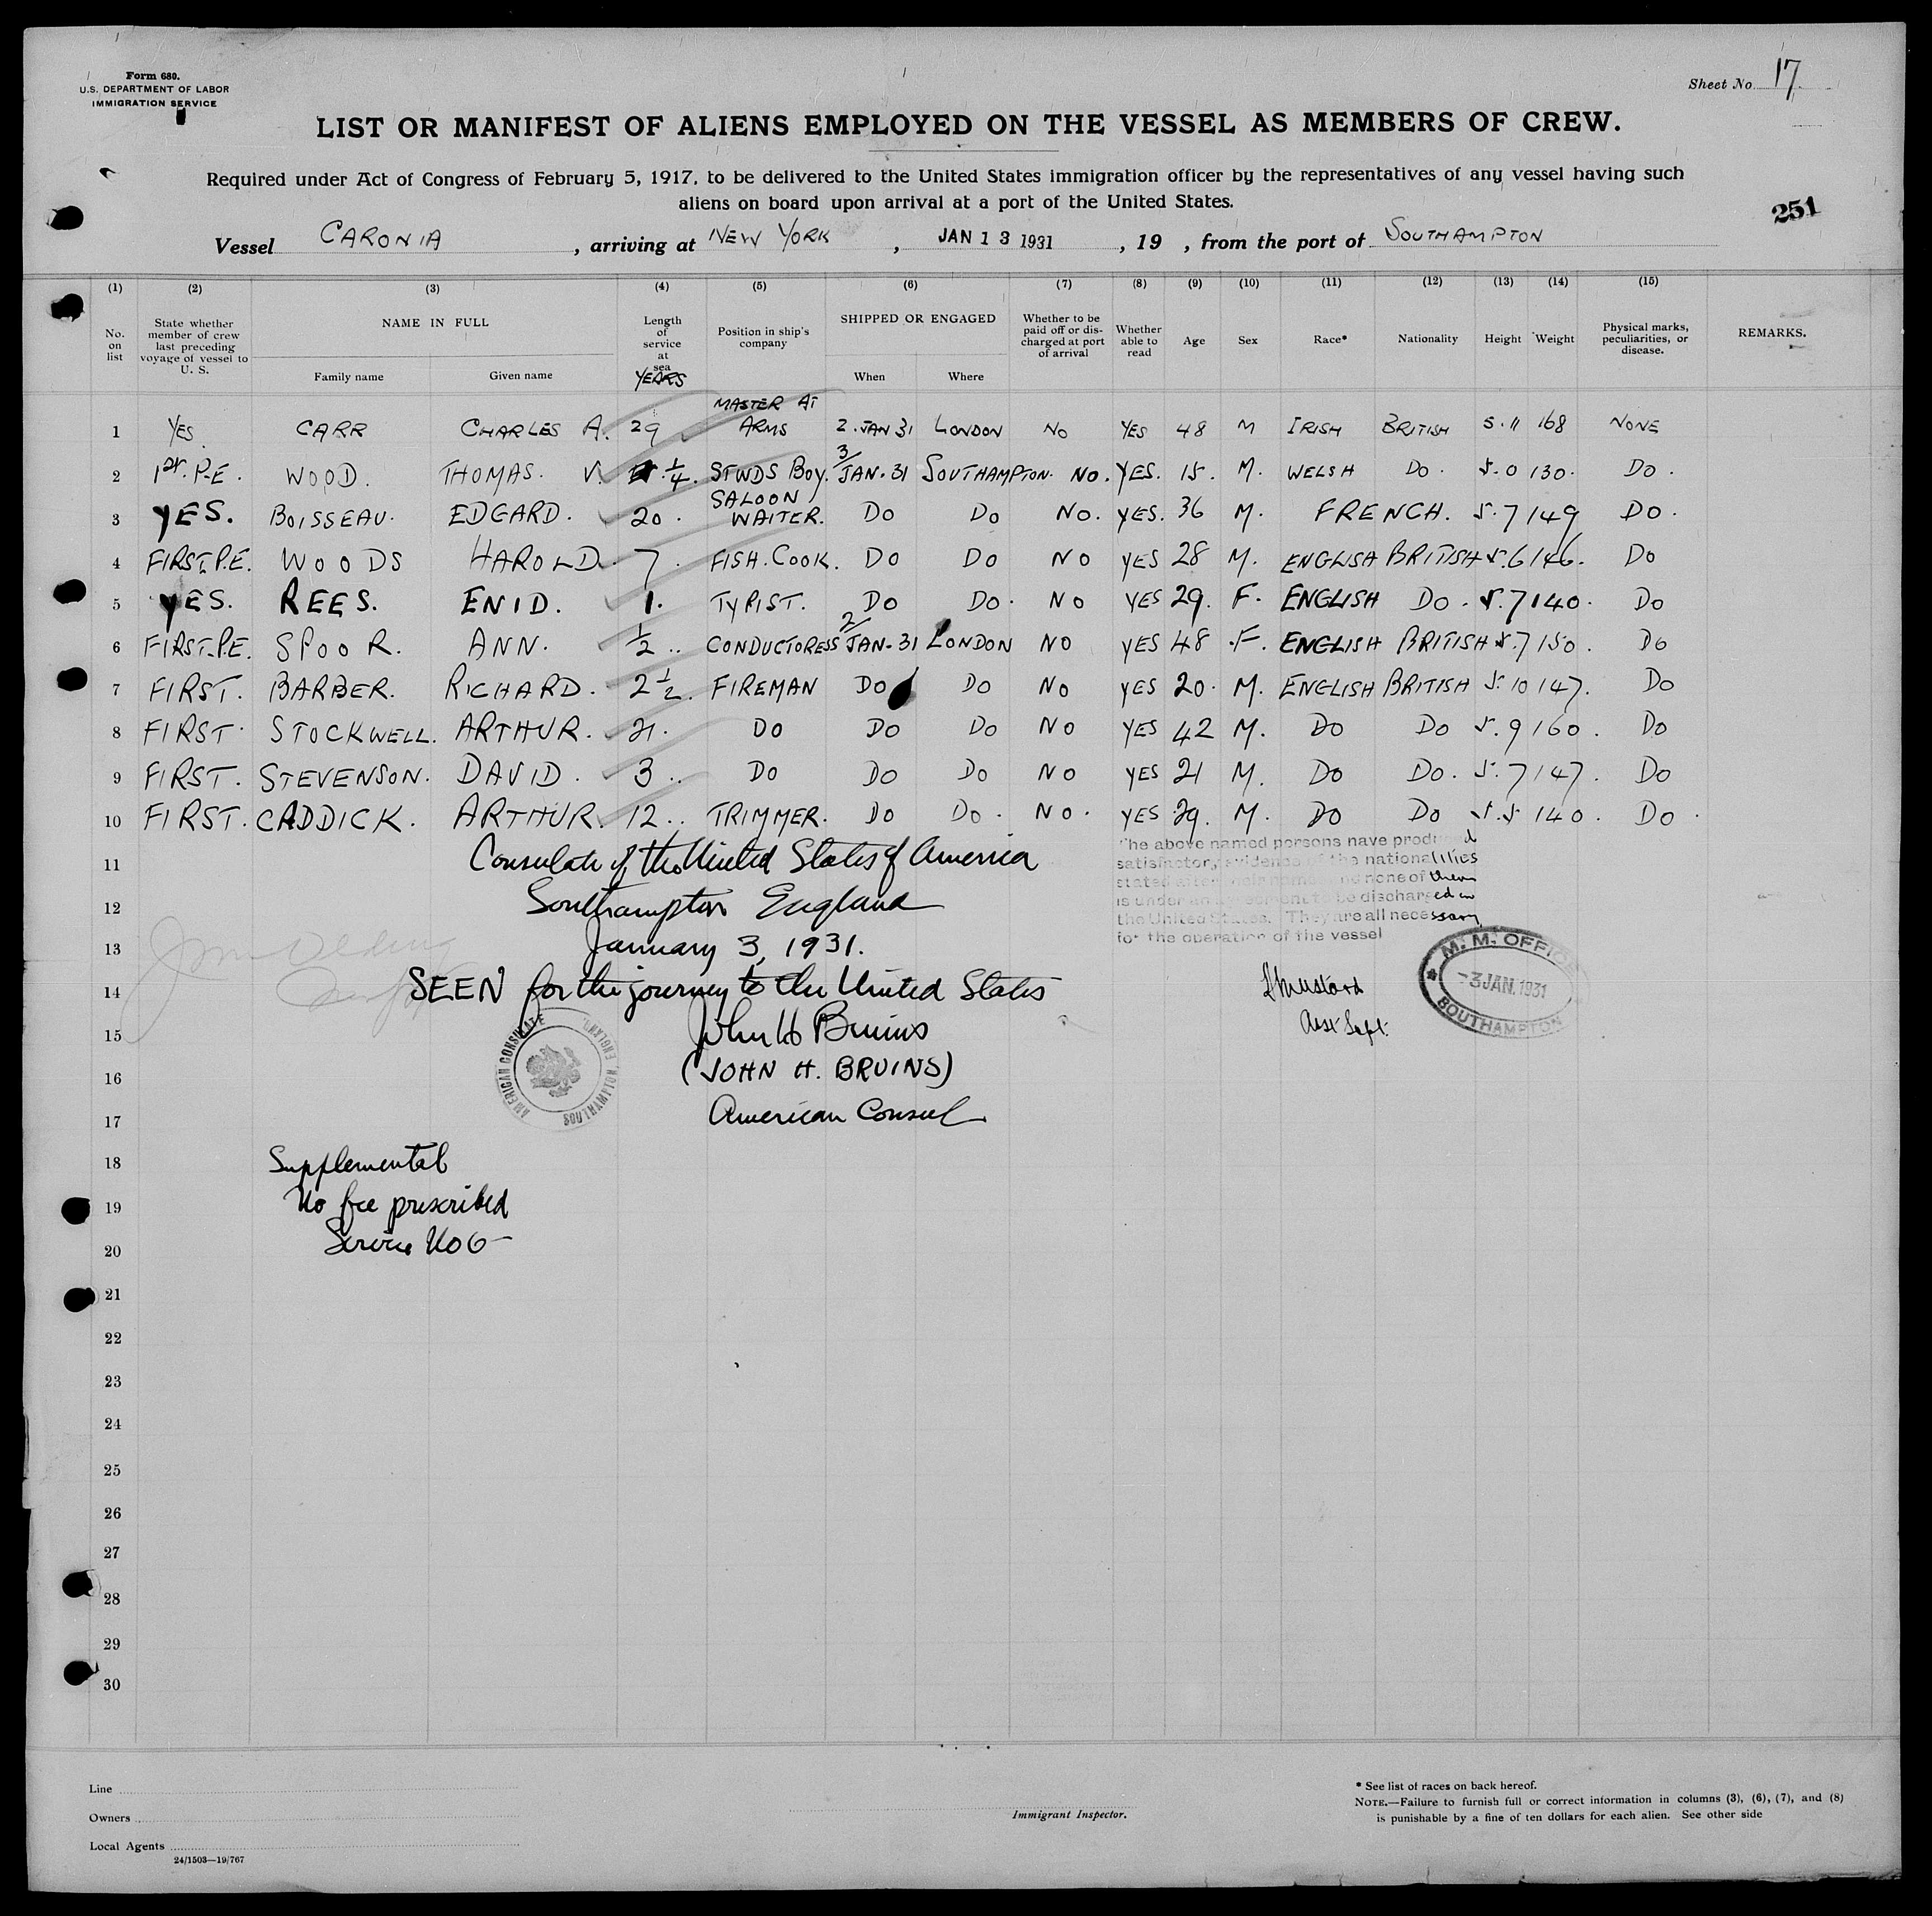 Form 680.
U.S. DEPARTMENT OF LABOR
IMMIGRATION SERVICE
Sheet No. 17
LIST OR MANIFEST OF ALIENS EMPLOYED ON THE VESSEL AS MEMBERS OF CREW.
Required under Act of Congress of February 5, 1917, to be delivered to the United States immigration officer by the representatives of any vessel having such
aliens on board upon arrival at a port of the United States.
251
Vessel CARONIA, arriving at NEW YORK, JAN 13 1931, 19 , from the port of SOUTHAMPTON
(1) (2) (3) (4) (5) (6) (7) (8) (9) (10) (11) (12) (13) (14) (15)
No. on list State whether member of crew last preceding voyage of vessel to U. S. NAME IN FULL Length of service at sea YEARS Position in ship's company SHIPPED OR ENGAGED Whether to be paid off or discharged at port of arrival Whether able to read Age Sex Race* Nationality Height Weight Physical marks, peculiarities, or disease. REMARKS.
Family name Given name When Where
1 YES. CARR CHARLES A. 29 MASTER AT ARMS 2. JAN 31 LONDON NO YES 48 M IRISH BRITISH 5.11 168 NONE
2 1st. P.E. WOOD. THOMAS. V. 1/4. STWDS BOY. 3/JAN.31 SOUTHAMPTON. NO. YES. 15. M. WELSH DO. 5.0 130. DO.
3 YES. BOISSEAU. EDGARD. 20. SALOON WAITER. DO DO NO. YES. 36 M. FRENCH. 5.7 149 DO.
4 FIRST.P.E. WOODS HAROLD. 7. FISH.COOK. DO DO NO YES 28 M. ENGLISH BRITISH 5.6 146. DO
5 YES. REES. ENID. 1. TYPIST. DO DO. NO YES 29. F. ENGLISH DO. 5.7 140. DO
6 FIRST.P.E. SPOOR. ANN. 1/2 .. CONDUCTORESS 2/JAN.31 LONDON NO YES 48 .F. ENGLISH BRITISH 5.7 150. DO
7 FIRST. BARBER. RICHARD. 2 1/2. FIREMAN DO DO NO YES 20. M. ENGLISH BRITISH 5.10 147. DO
8 FIRST. STOCKWELL. ARTHUR. 21. DO DO DO NO YES 42 M. DO DO 5.9 160. DO
9 FIRST. STEVENSON. DAVID. 3 .. DO DO DO NO YES 21 M. DO DO. 5.7 147. DO
10 FIRST. CADDICK. ARTHUR. 12 .. TRIMMER. DO DO. NO. YES 29. M. DO DO 5.5 140. DO.
The above named persons have produced
satisfactory evidence of the nationalities
stated after their names and none of them
is under an agreement to be discharged in
the United States. They are all necessary
for the operation of the vessel
11 Consulate of the United States of America
12 Southampton England
13 January 3, 1931.
14 SEEN for the journey to the United States
15 John H Bruins
16 (JOHN H. BRUINS)
17 American Consul
Asst Supt.
M. M. OFFICE
-3 JAN. 1931
SOUTHAMPTON
AMERICAN CONSULATE
SOUTHAMPTON, ENGLAND
18 Supplemental
19 No fee prescribed
20 Service No 6-
21
22
23
24
25
26
27
28
29
30
Line
Owners
Local Agents
24/1503—19/767
Immigrant Inspector.
* See list of races on back hereof.
NOTE.—Failure to furnish full or correct information in columns (3), (6), (7), and (8)
is punishable by a fine of ten dollars for each alien. See other side